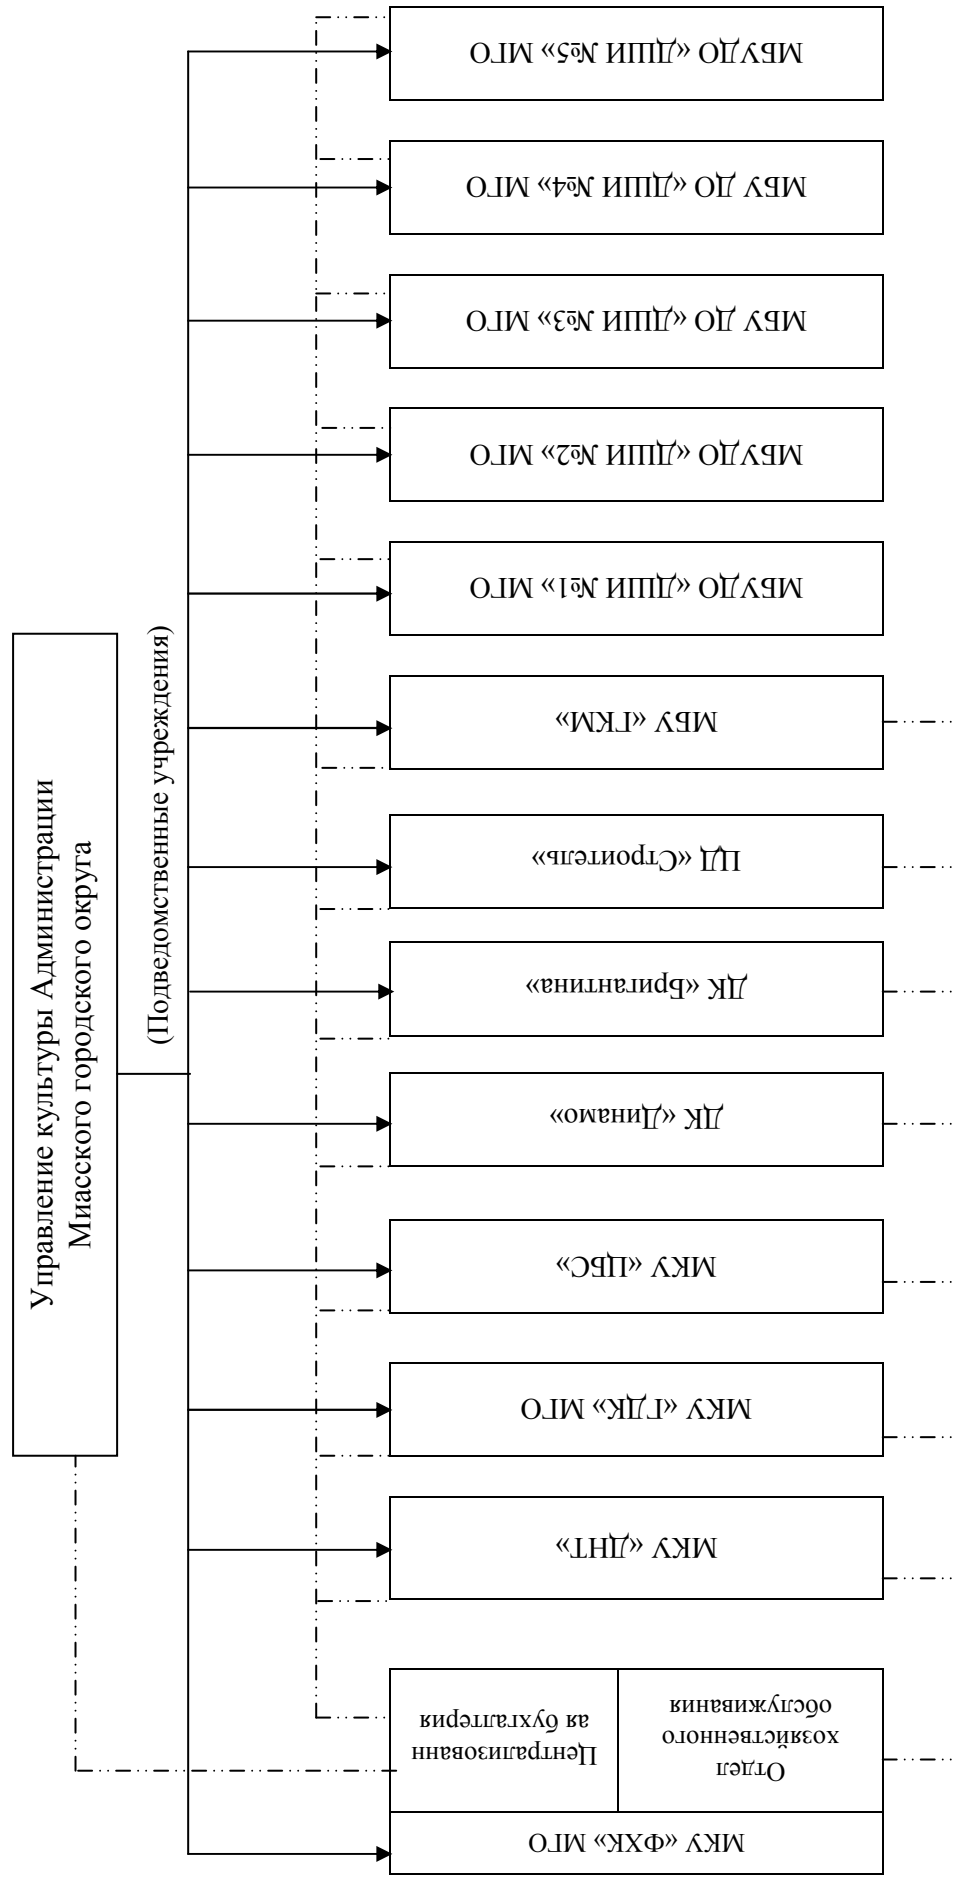 Управление культуры Администрации
Миасского городского округа
(Подведомственные учреждения)
МКУ «ФХК» МГО
Централизованн
ая бухгалтерия
Отдел
хозяйственного
обслуживания
МКУ «ДНТ»
МКУ «ГДК» МГО
МКУ «ЦБС»
ДК «Динамо»
ДК «Бригантина»
ЦД «Строитель»
МБУ «ГКМ»
МБУДО «ДШИ №1» МГО
МБУДО «ДШИ №2» МГО
МБУ ДО «ДШИ №3» МГО
МБУ ДО «ДШИ №4» МГО
МБУДО «ДШИ №5» МГО